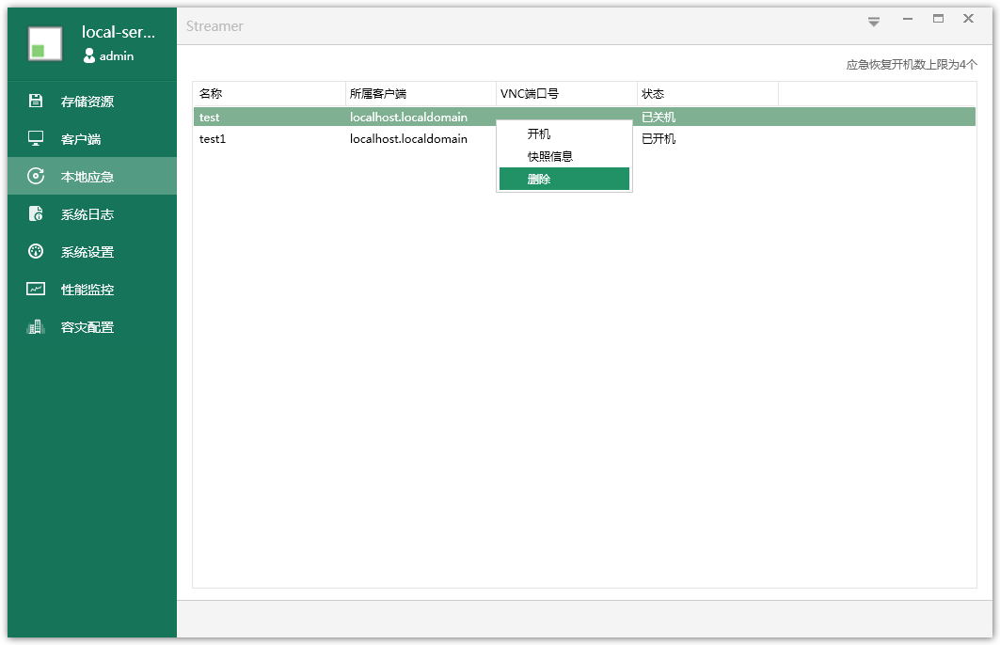 local-ser...
admin
存储资源
客户端
本地应急
系统日志
系统设置
性能监控
容灾配置
Streamer
应急恢复开机数上限为4个
名称 所属客户端 VNC端口号 状态
test localhost.localdomain 已关机
test1 localhost.localdomain 已开机
开机
快照信息
删除